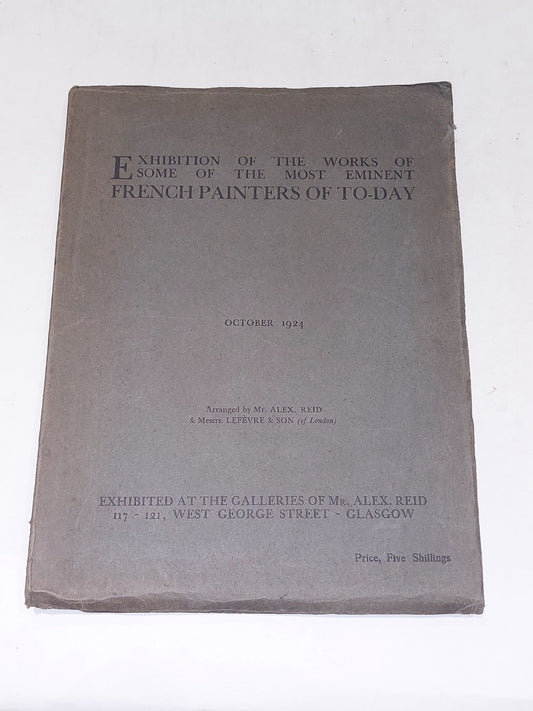 EXHIBITION OF THE WORKS OF
SOME OF THE MOST EMINENT
FRENCH PAINTERS OF TO-DAY
OCTOBER 1924
Arranged by Mr. ALEX. REID
& Messrs. LEFÈVRE & SON (of London)
EXHIBITED AT THE GALLERIES OF Mr. ALEX. REID
117 - 121, WEST GEORGE STREET - GLASGOW
Price, Five Shillings